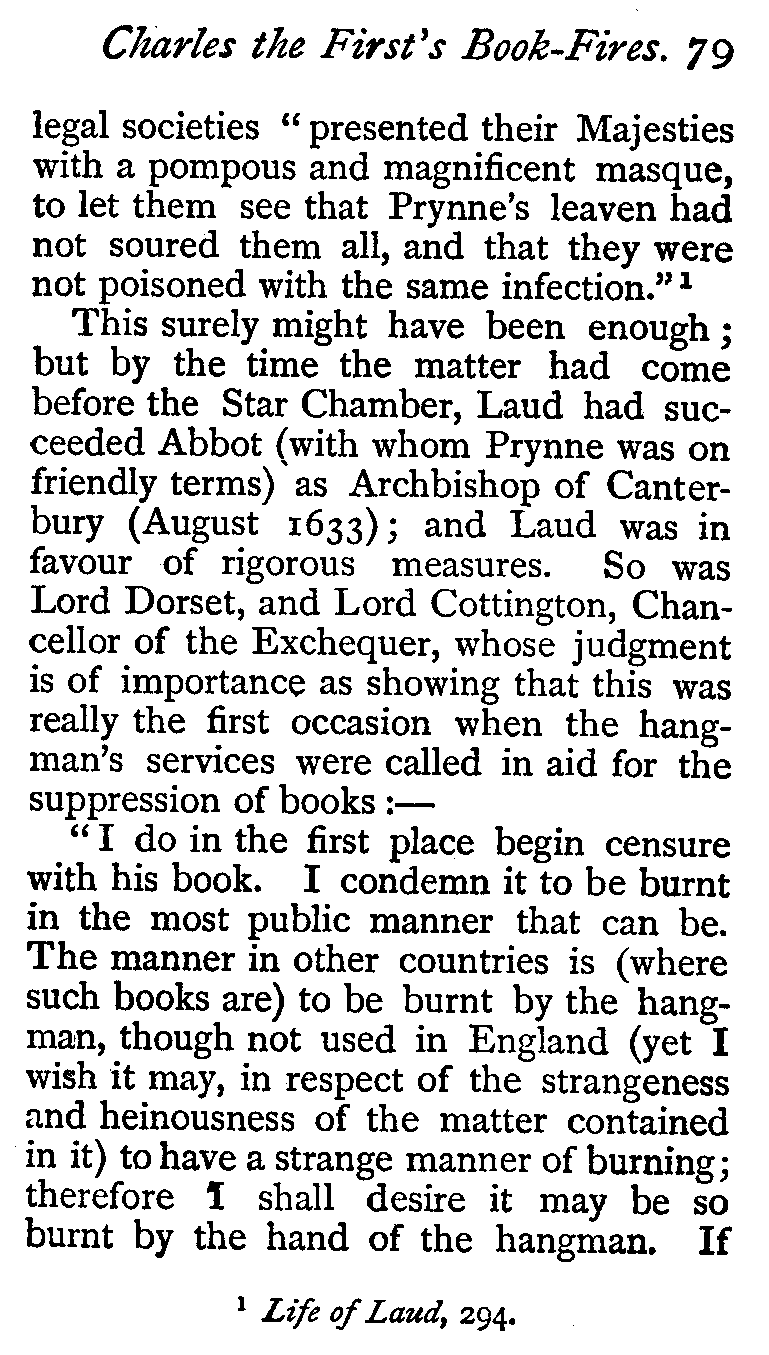 Charles the First's Book-Fires. 79
legal societies “ presented their Majesties
with a pompous and magnificent masque,
to let them see that Prynne's leaven had
not soured them all, and that they were
not poisoned with the same infection.”¹
This surely might have been enough ;
but by the time the matter had come
before the Star Chamber, Laud had suc-
ceeded Abbot (with whom Prynne was on
friendly terms) as Archbishop of Canter-
bury (August 1633) ; and Laud was in
favour of rigorous measures. So was
Lord Dorset, and Lord Cottington, Chan-
cellor of the Exchequer, whose judgment
is of importance as showing that this was
really the first occasion when the hang-
man's services were called in aid for the
suppression of books :—
“ I do in the first place begin censure
with his book. I condemn it to be burnt
in the most public manner that can be.
The manner in other countries is (where
such books are) to be burnt by the hang-
man, though not used in England (yet I
wish it may, in respect of the strangeness
and heinousness of the matter contained
in it) to have a strange manner of burning;
therefore I shall desire it may be so
burnt by the hand of the hangman. If
¹ Life of Laud, 294.